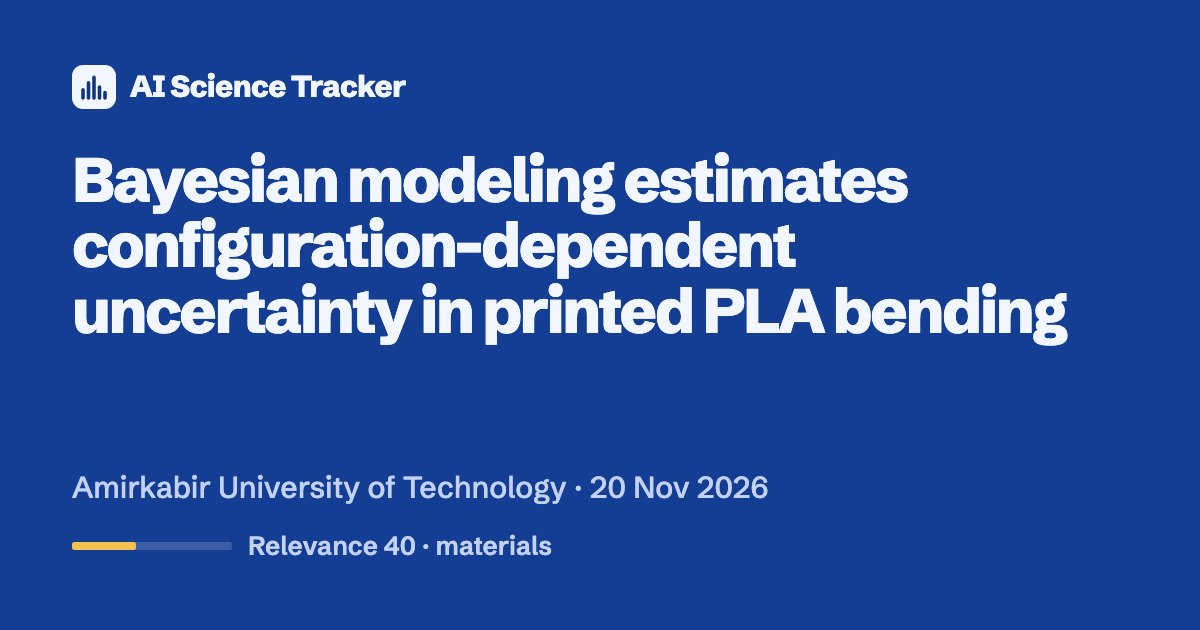 AI Science Tracker
Bayesian modeling estimates
configuration-dependent
uncertainty in printed PLA bending
Amirkabir University of Technology · 20 Nov 2026
Relevance 40 · materials